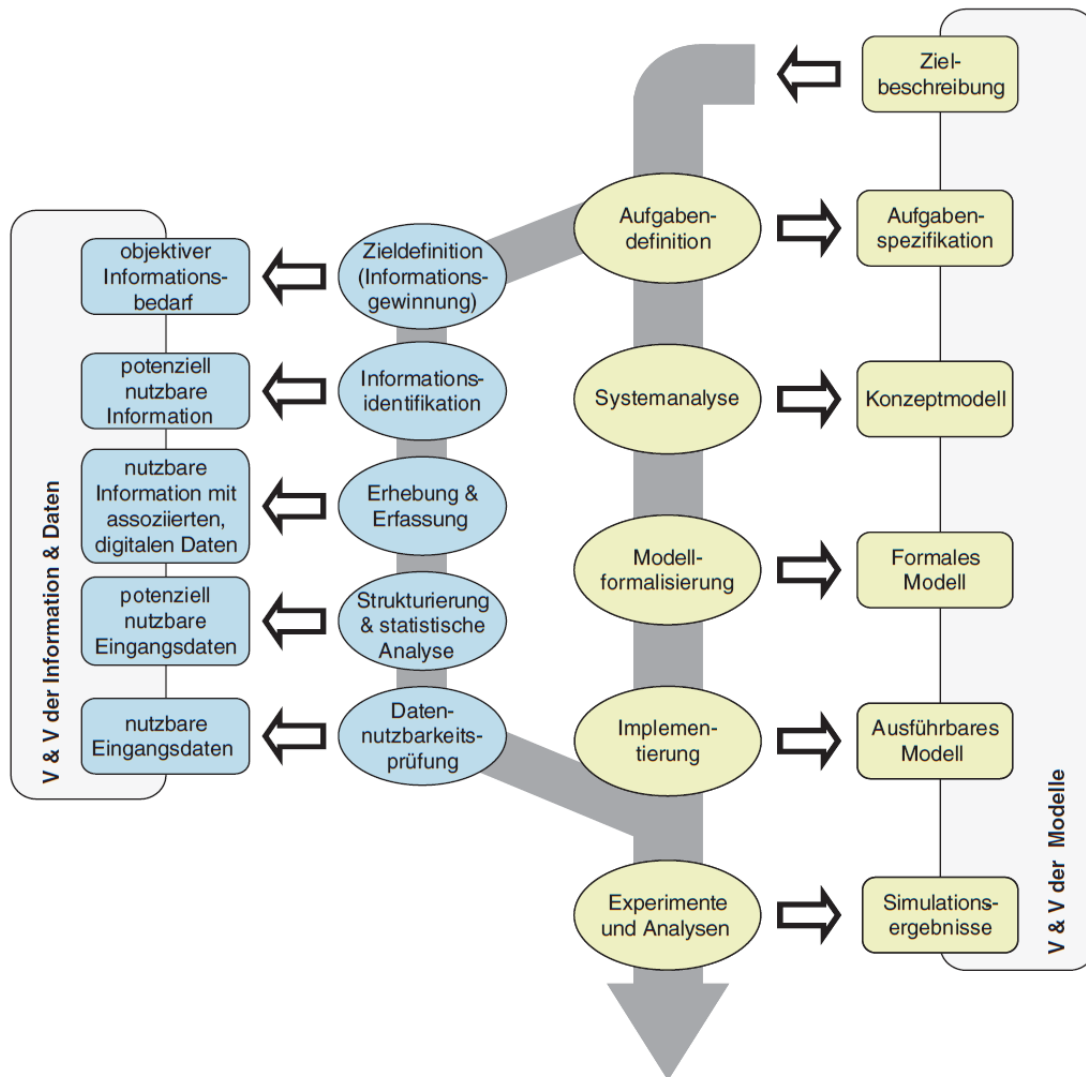 Ziel-
beschreibung
Aufgaben-
definition
Aufgaben-
spezifikation
Zieldefinition
(Informations-
gewinnung)
objektiver
Informations-
bedarf
Informations-
identifikation
potenziell
nutzbare
Information
Systemanalyse
Konzeptmodell
Erhebung &
Erfassung
nutzbare
Information mit
assoziierten,
digitalen Daten
Modell-
formalisierung
Formales
Modell
Strukturierung
& statistische
Analyse
potenziell
nutzbare
Eingangsdaten
Daten-
nutzbarkeits-
prüfung
nutzbare
Eingangsdaten
Implemen-
tierung
Ausführbares
Modell
Experimente
und Analysen
Simulations-
ergebnisse
V & V der Information & Daten
V & V der Modelle